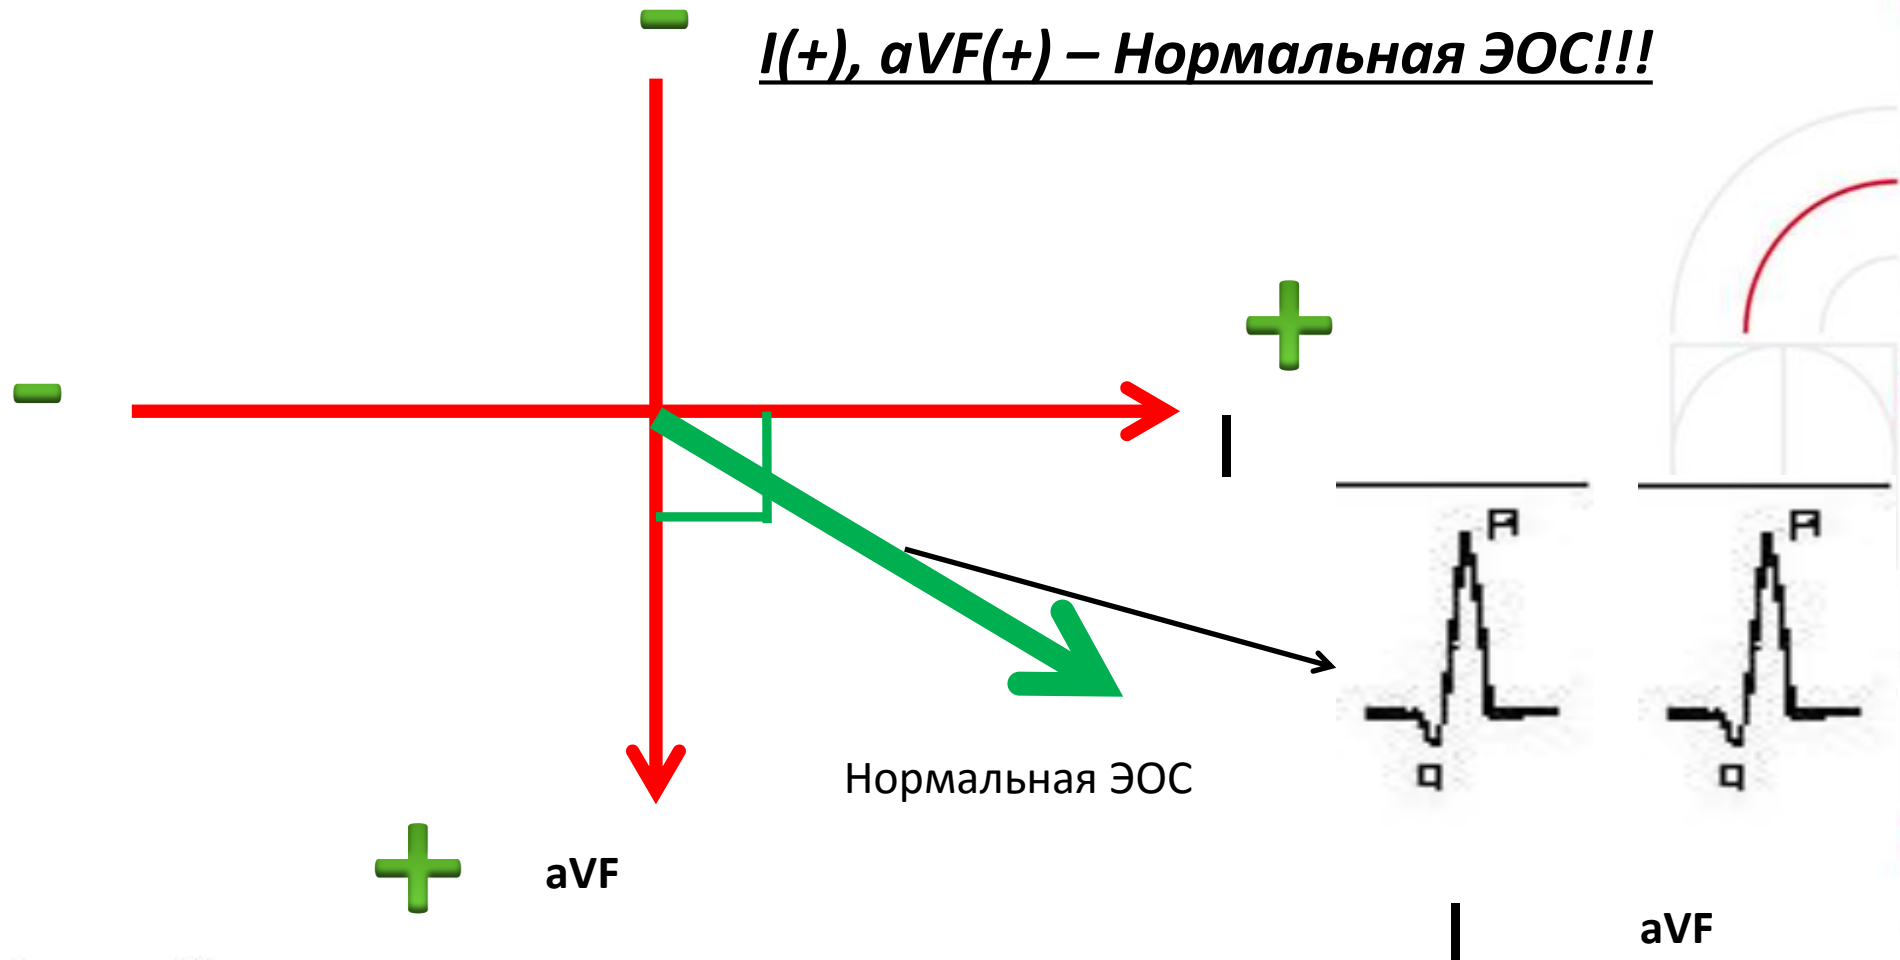 I(+), aVF(+) – Нормальная ЭОС!!!
I
R R
q q
Нормальная ЭОС
aVF
I aVF